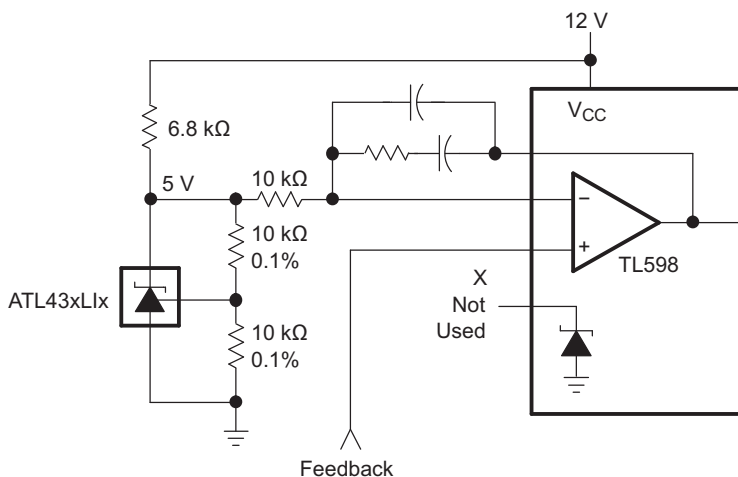 12 V
V_CC
6.8 kΩ
5 V
10 kΩ
10 kΩ
0.1%
−
+
TL598
ATL43xLIx
X
Not
Used
10 kΩ
0.1%
Feedback